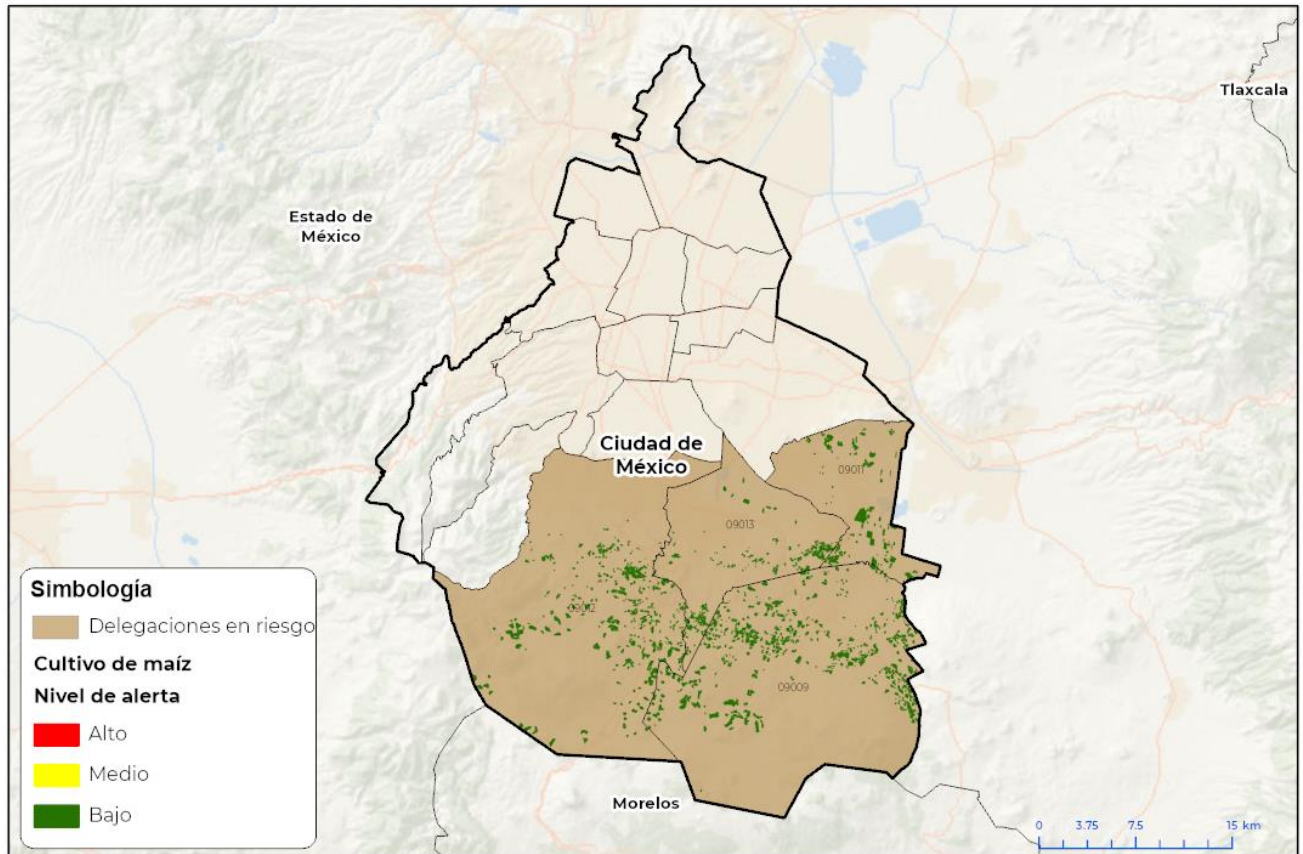 Tlaxcala
Estado de
México
Ciudad de
México
09011
09013
09012
09009
Simbología
Delegaciones en riesgo
Cultivo de maíz
Nivel de alerta
Alto
Medio
Bajo
Morelos
0 3.75 7.5 15 km